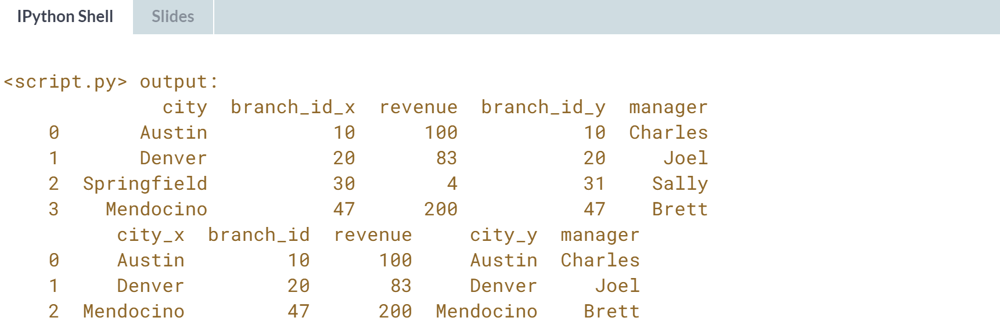 IPython Shell Slides
<script.py> output:
city branch_id_x revenue branch_id_y manager
0 Austin 10 100 10 Charles
1 Denver 20 83 20 Joel
2 Springfield 30 4 31 Sally
3 Mendocino 47 200 47 Brett
city_x branch_id revenue city_y manager
0 Austin 10 100 Austin Charles
1 Denver 20 83 Denver Joel
2 Mendocino 47 200 Mendocino Brett